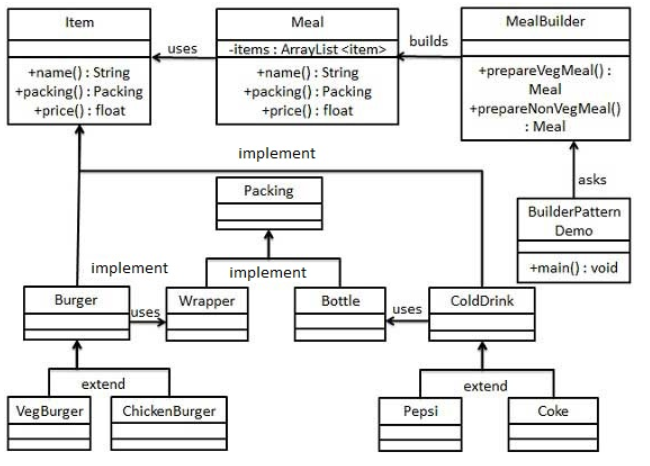 Item
Meal
MealBuilder
uses
-items : ArrayList <item>
builds
+name() : String
+packing() : Packing
+price() : float
+name() : String
+packing() : Packing
+price() : float
+prepareVegMeal() :
Meal
+prepareNonVegMeal()
: Meal
implement
asks
Packing
BuilderPattern
Demo
+main() : void
implement
implement
Burger
uses
Wrapper
Bottle
uses
ColdDrink
extend
extend
VegBurger
ChickenBurger
Pepsi
Coke